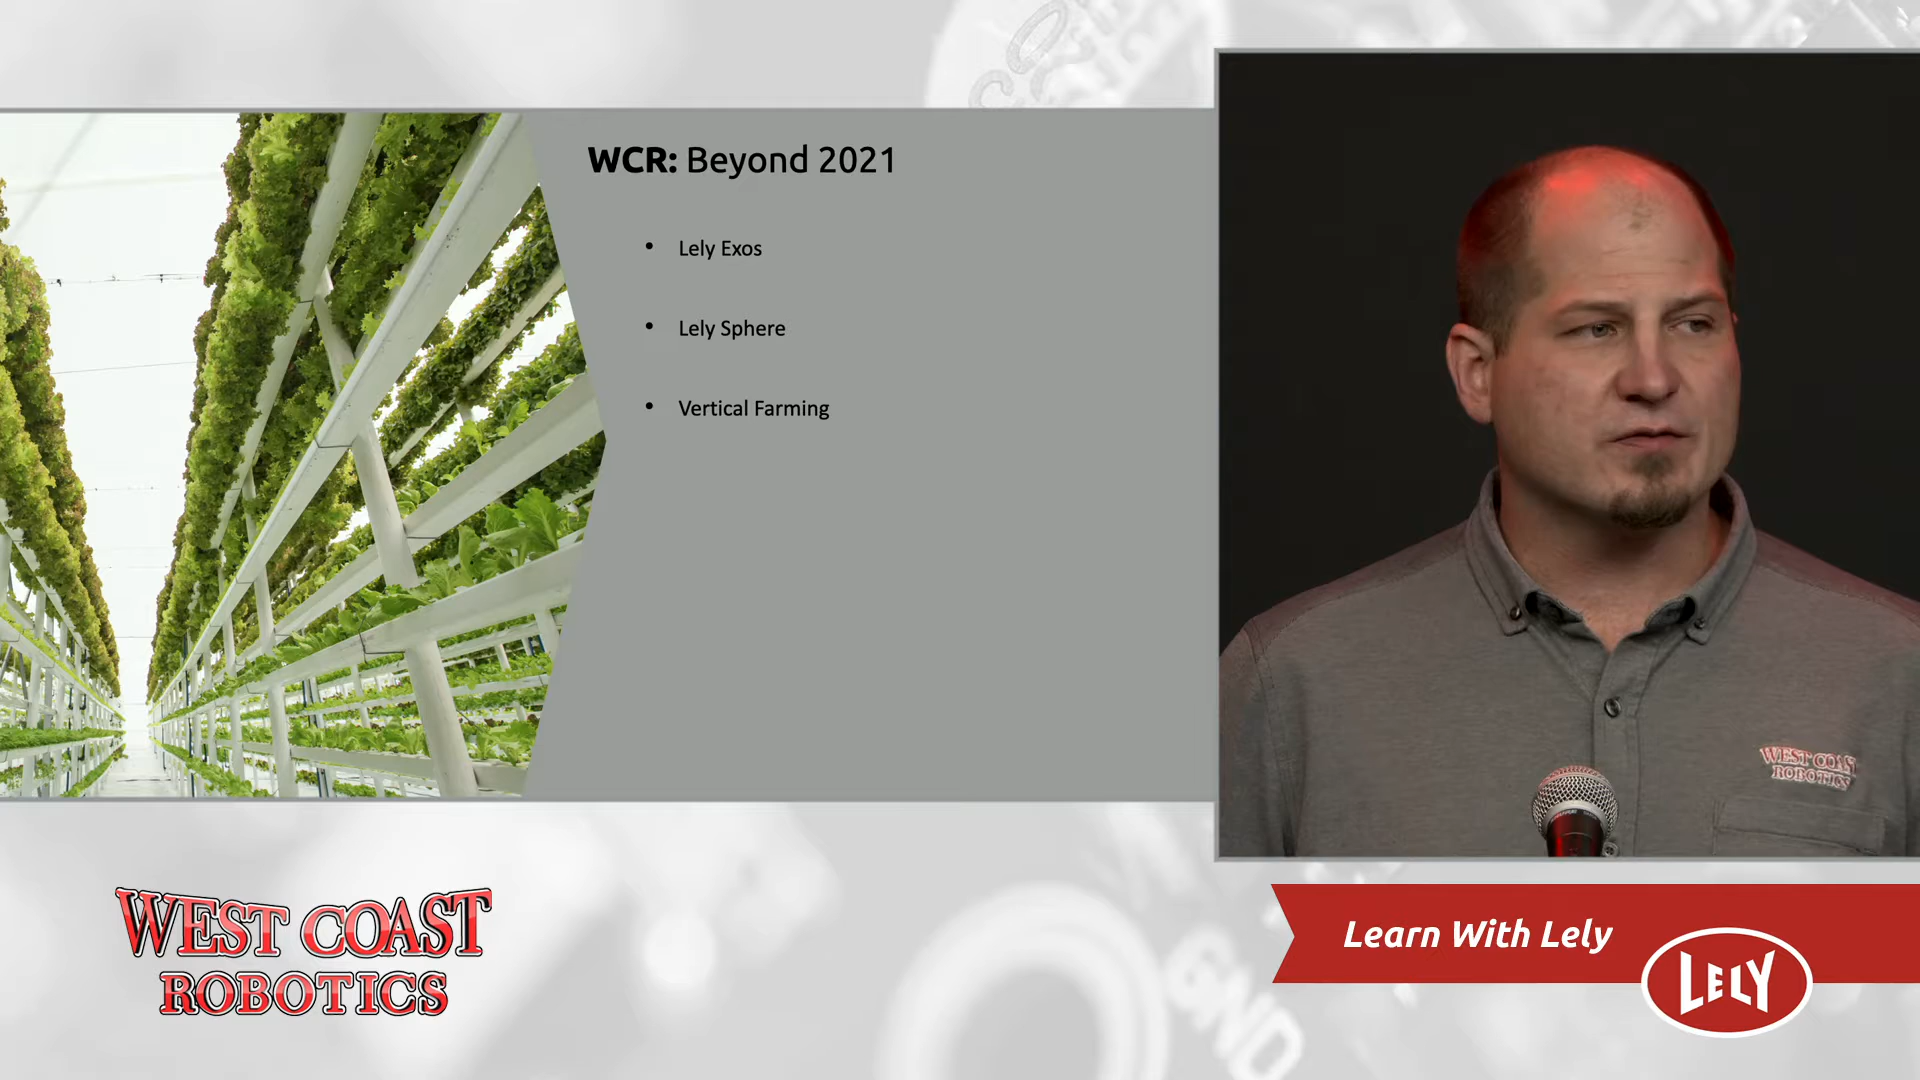 WCR: Beyond 2021
• Lely Exos
• Lely Sphere
• Vertical Farming
WEST COAST
ROBOTICS
WEST COAST
ROBOTICS
Learn With Lely
LELY
GND